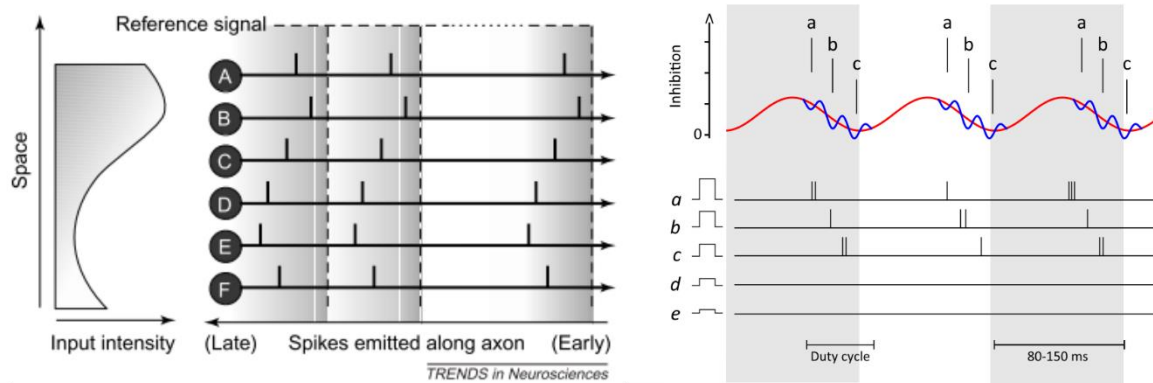 Reference signal
Space
A
B
C
D
E
F
Input intensity
(Late) Spikes emitted along axon (Early)
TRENDS in Neurosciences
Inhibition
0
a
b
c
a
b
c
a
b
c
a
b
c
d
e
Duty cycle
80-150 ms